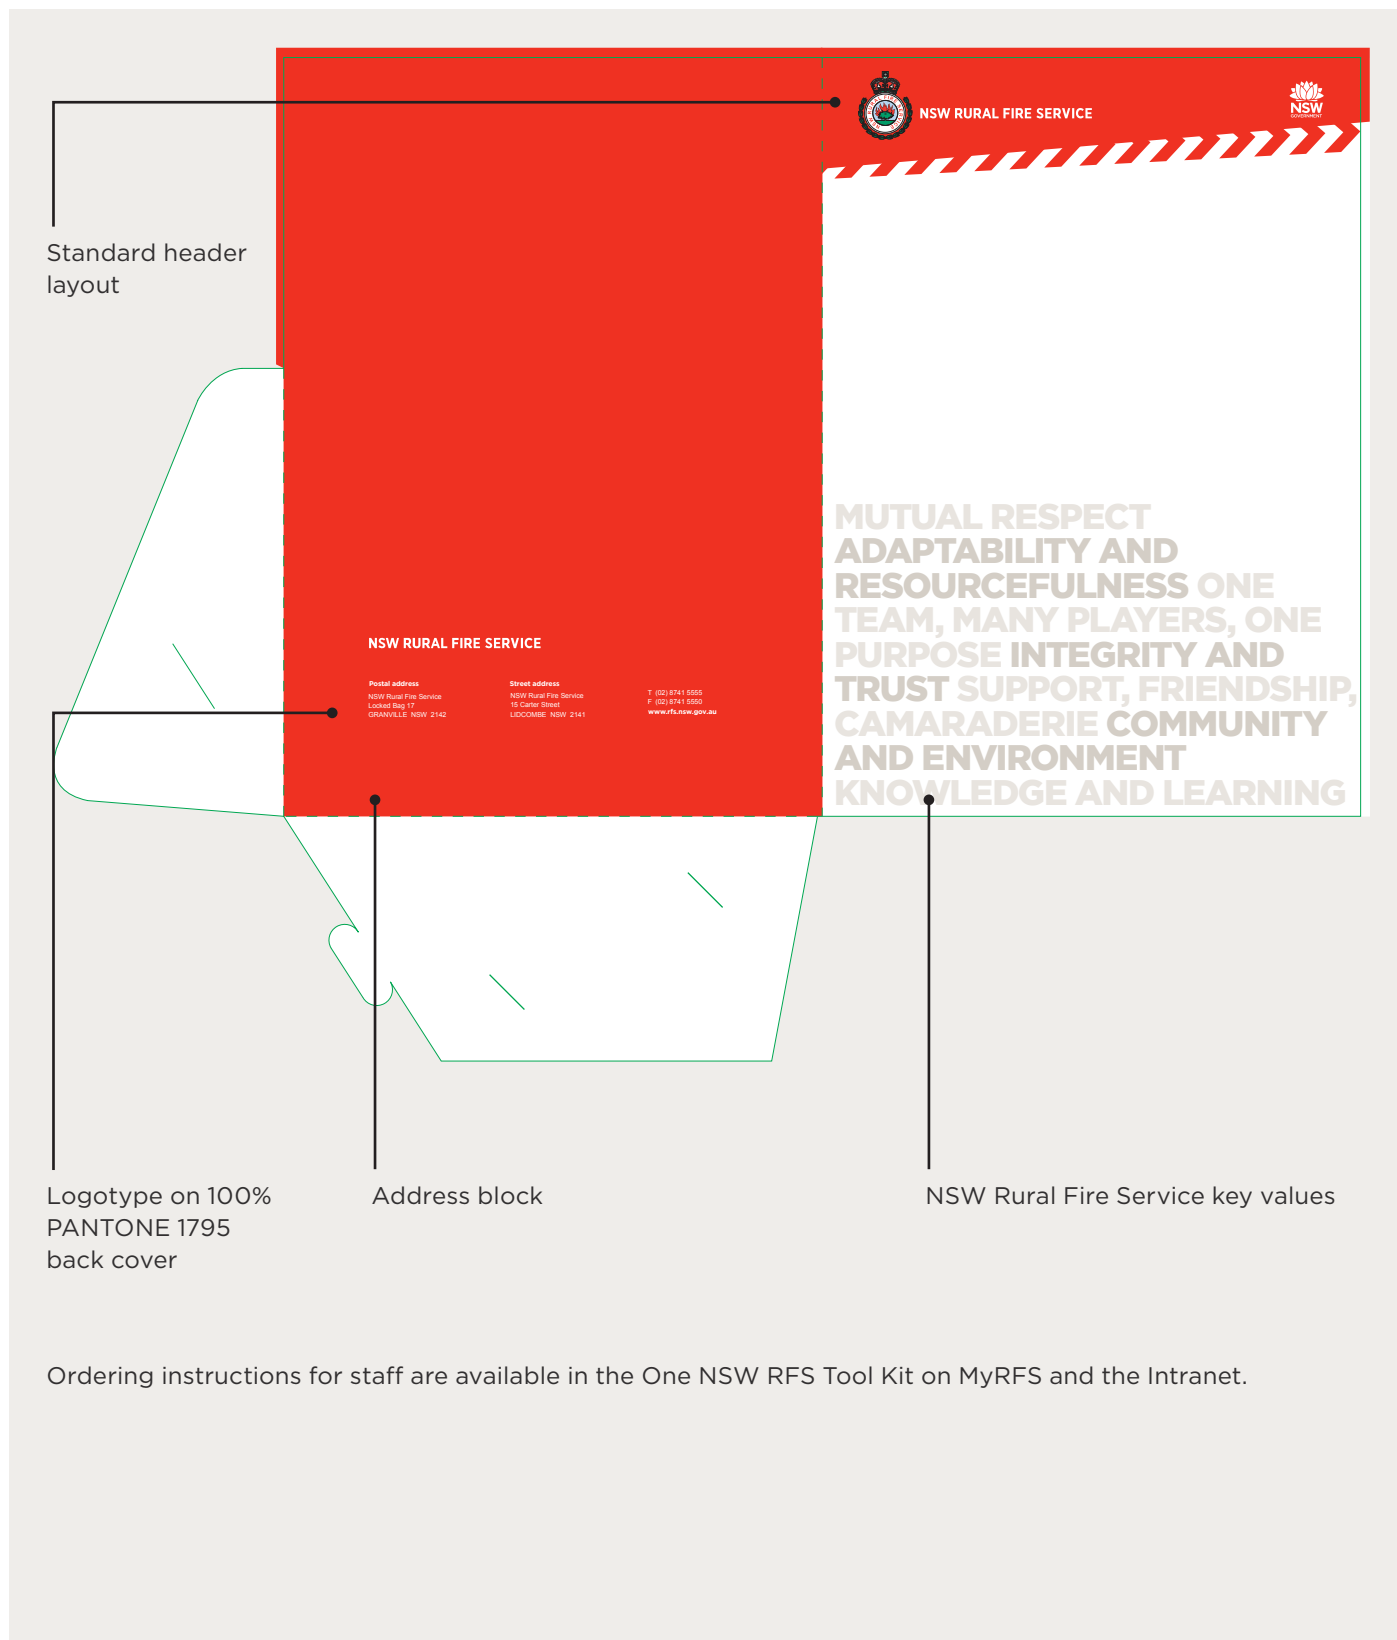 NSW RURAL FIRE SERVICE
NSW
GOVERNMENT
Standard header
layout
MUTUAL RESPECT
ADAPTABILITY AND
RESOURCEFULNESS ONE
TEAM, MANY PLAYERS, ONE
PURPOSE INTEGRITY AND
TRUST SUPPORT, FRIENDSHIP,
CAMARADERIE COMMUNITY
AND ENVIRONMENT
KNOWLEDGE AND LEARNING
NSW RURAL FIRE SERVICE
Postal address
NSW Rural Fire Service
Locked Bag 17
GRANVILLE NSW 2142
Street address
NSW Rural Fire Service
15 Carter Street
LIDCOMBE NSW 2141
T (02) 8741 5555
F (02) 8741 5550
www.rfs.nsw.gov.au
Logotype on 100%
PANTONE 1795
back cover
Address block
NSW Rural Fire Service key values
Ordering instructions for staff are available in the One NSW RFS Tool Kit on MyRFS and the Intranet.